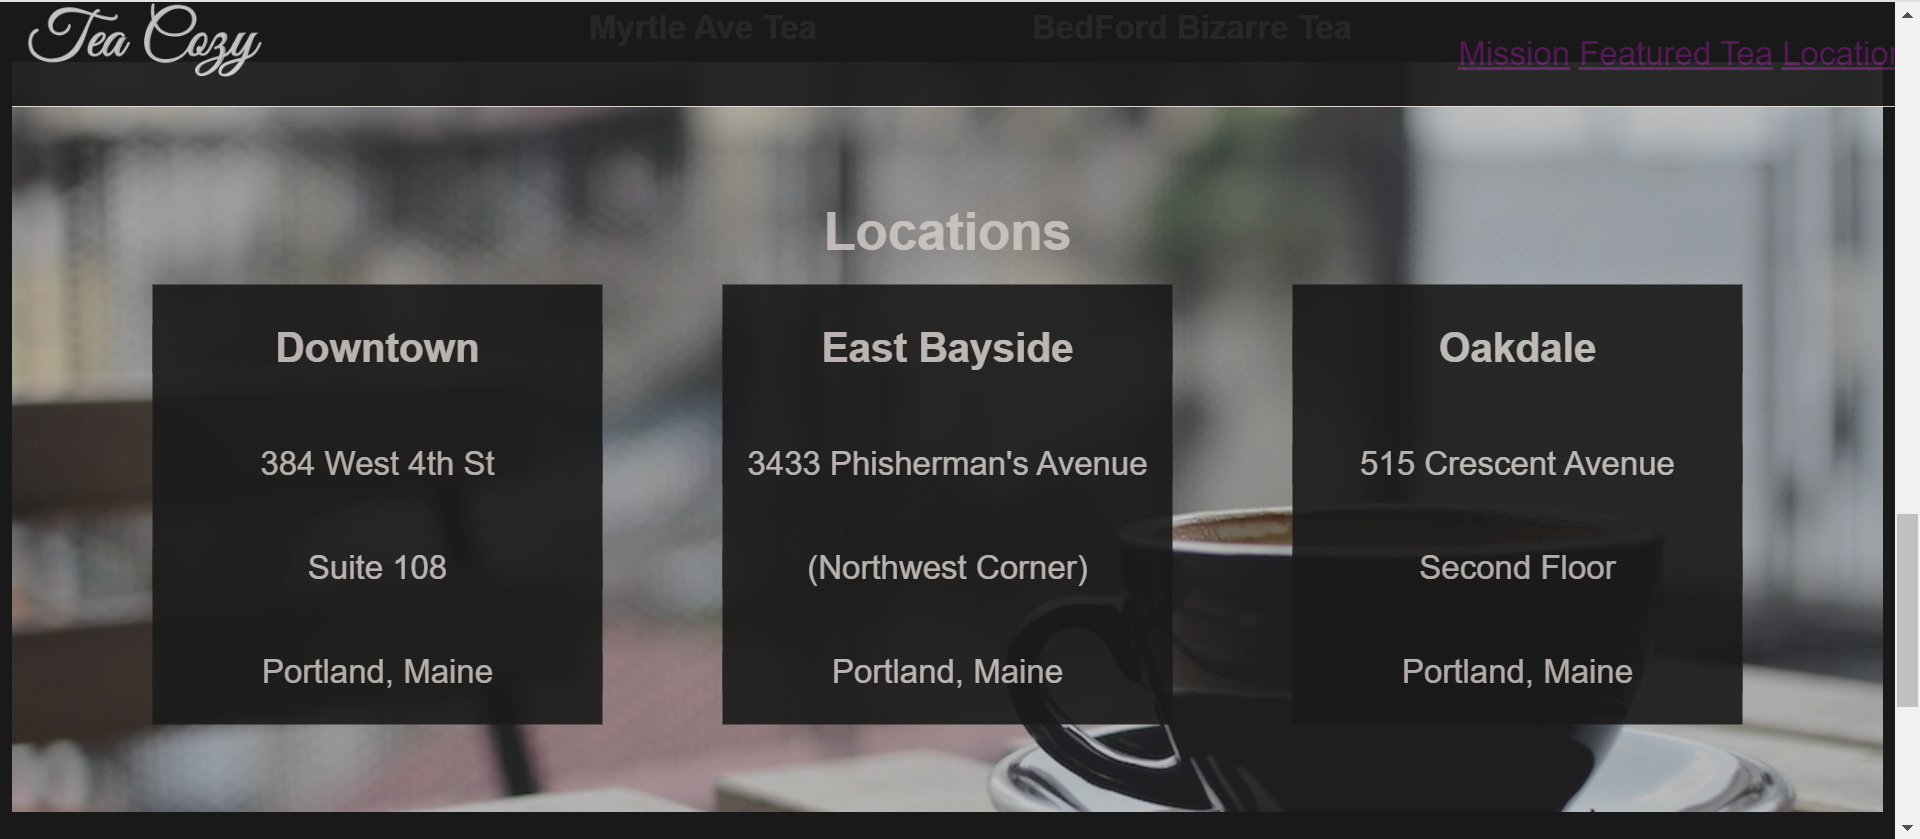 Tea Cozy
Myrtle Ave Tea
BedFord Bizarre Tea
Mission Featured Tea Location
Locations
Downtown
384 West 4th St
Suite 108
Portland, Maine
East Bayside
3433 Phisherman's Avenue
(Northwest Corner)
Portland, Maine
Oakdale
515 Crescent Avenue
Second Floor
Portland, Maine